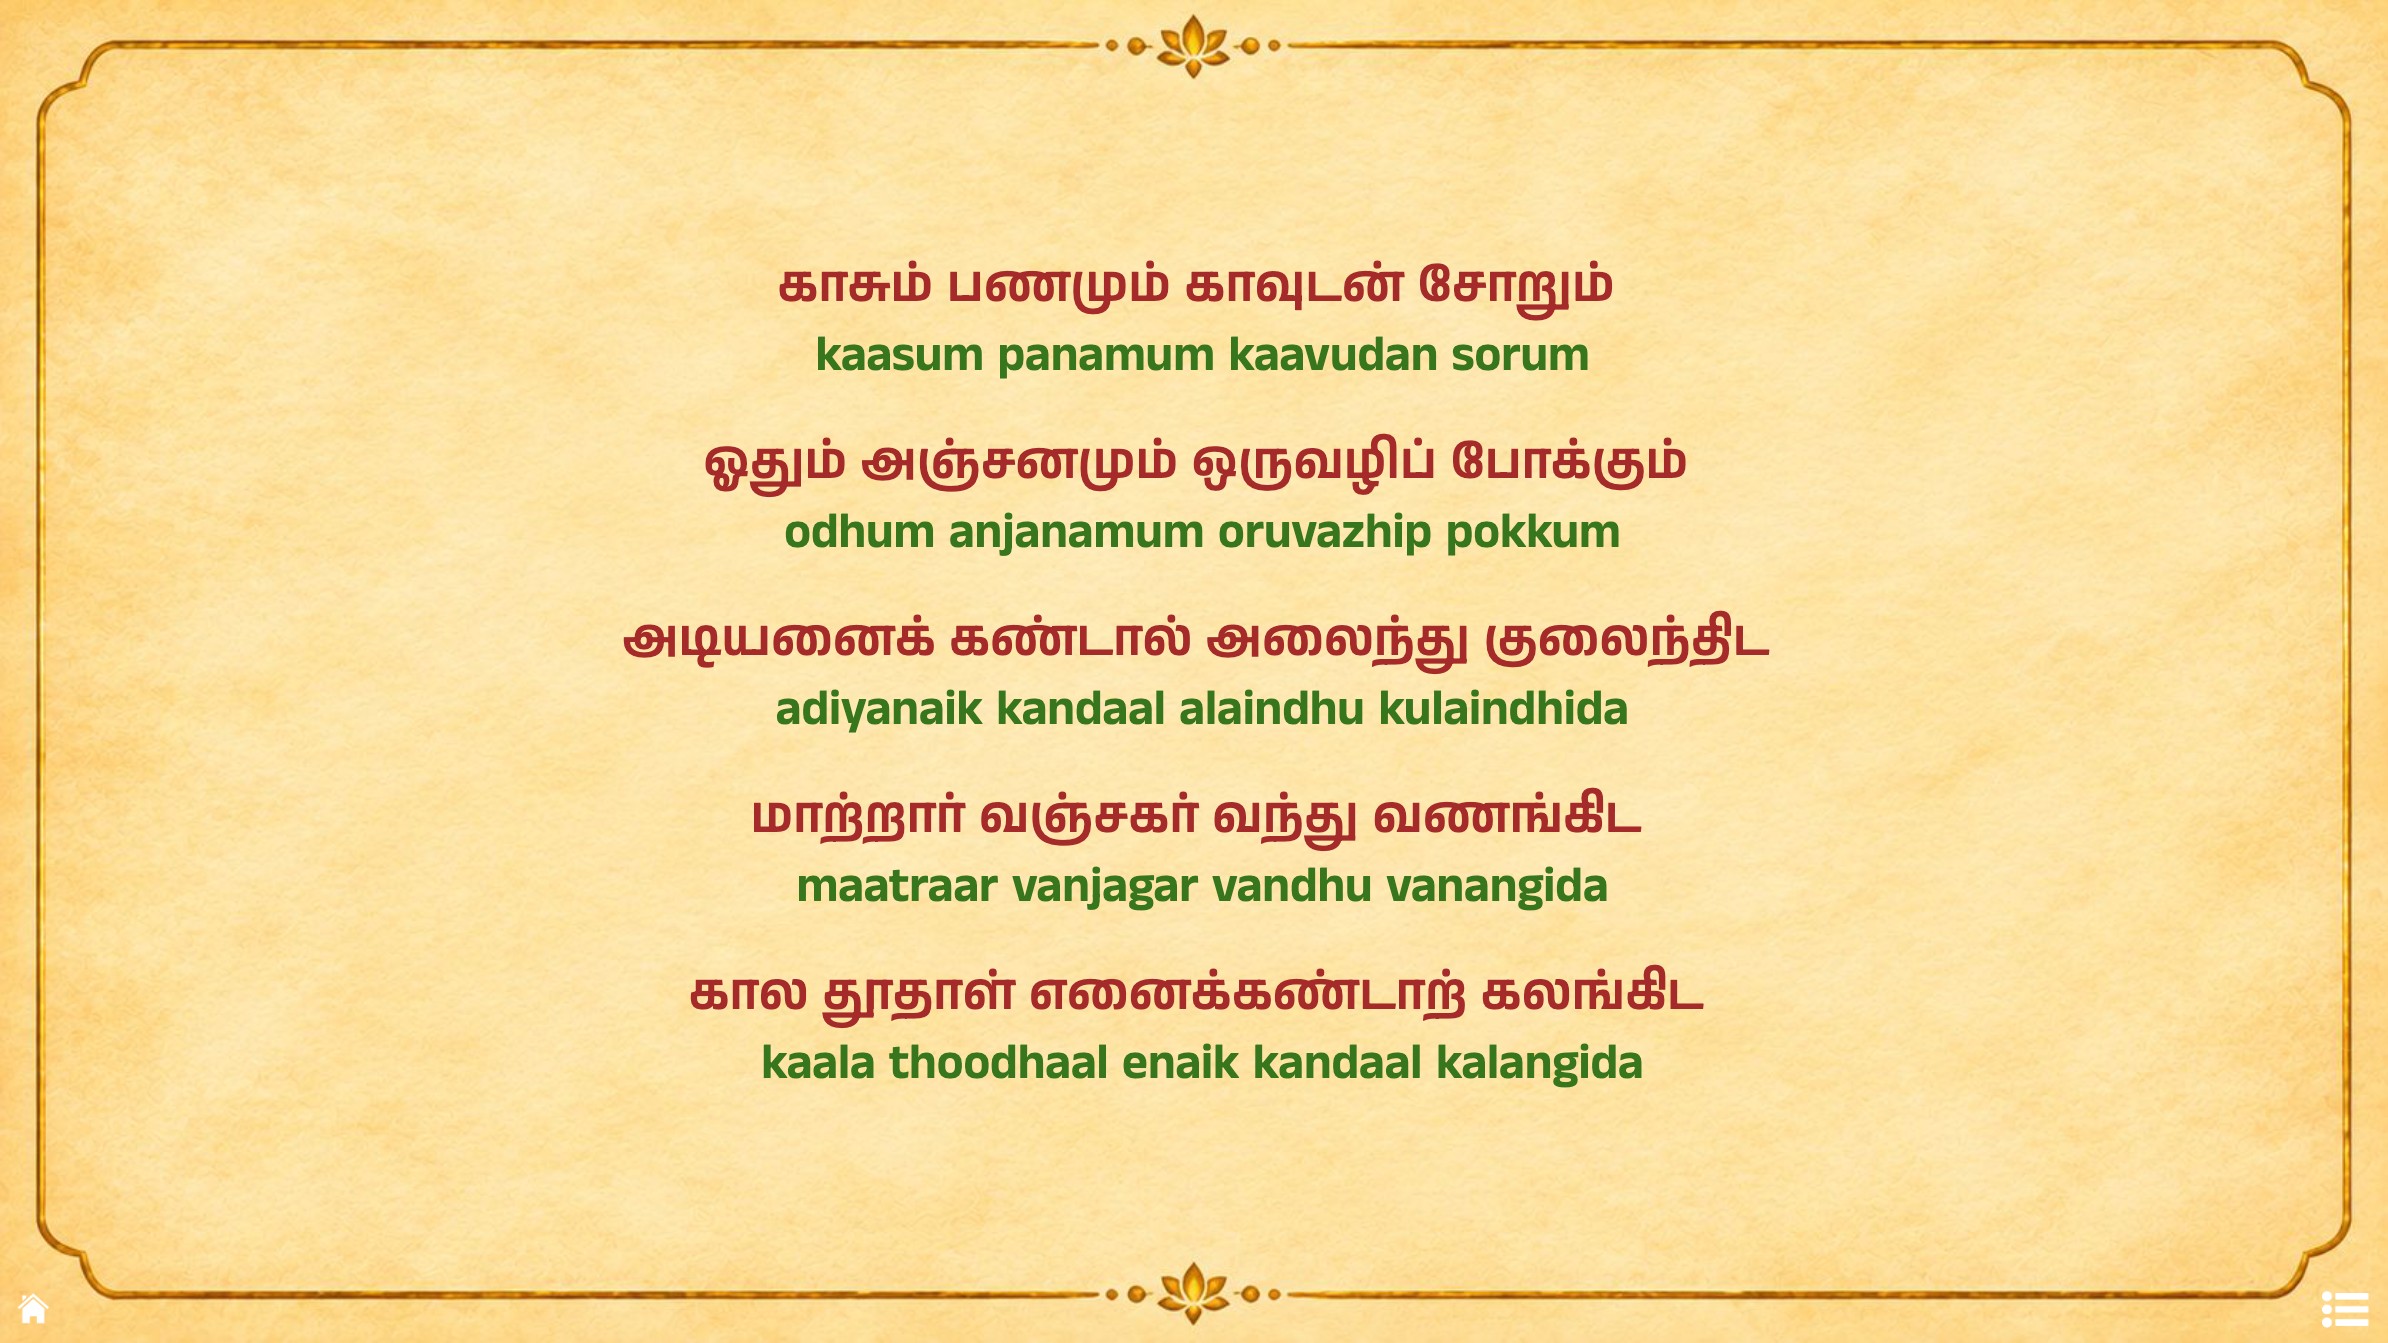 காசும் பணமும் காவுடன் சோறும்
kaasum panamum kaavudan sorum
ஓதும் அஞ்சனமும் ஒருவழிப் போக்கும்
odhum anjanamum oruvazhip pokkum
அடியனைக் கண்டால் அலைந்து குலைந்திட
adiyanaik kandaal alaindhu kulaindhida
மாற்றார் வஞ்சகர் வந்து வணங்கிட
maatraar vanjagar vandhu vanangida
கால தூதாள் எனைக்கண்டாற் கலங்கிட
kaala thoodhaal enaik kandaal kalangida